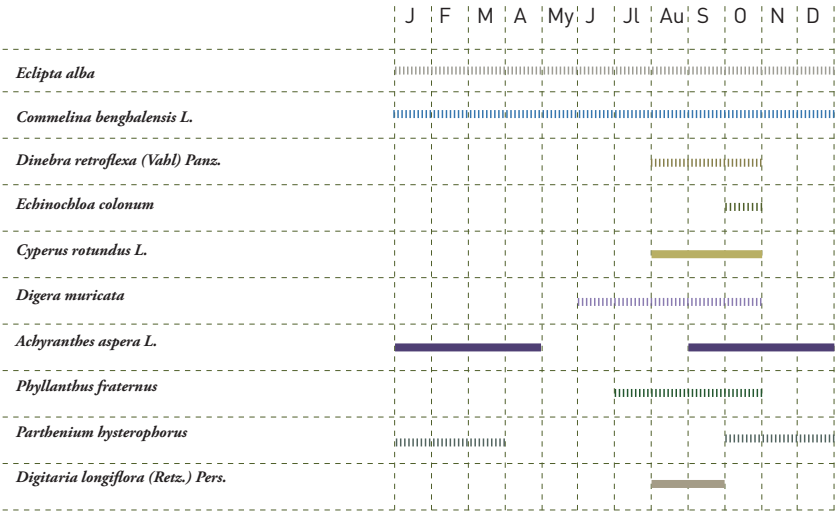 J F M A My J Jl Au S O N D
Eclipta alba
Commelina benghalensis L.
Dinebra retroflexa (Vahl) Panz.
Echinochloa colonum
Cyperus rotundus L.
Digera muricata
Achyranthes aspera L.
Phyllanthus fraternus
Parthenium hysterophorus
Digitaria longiflora (Retz.) Pers.